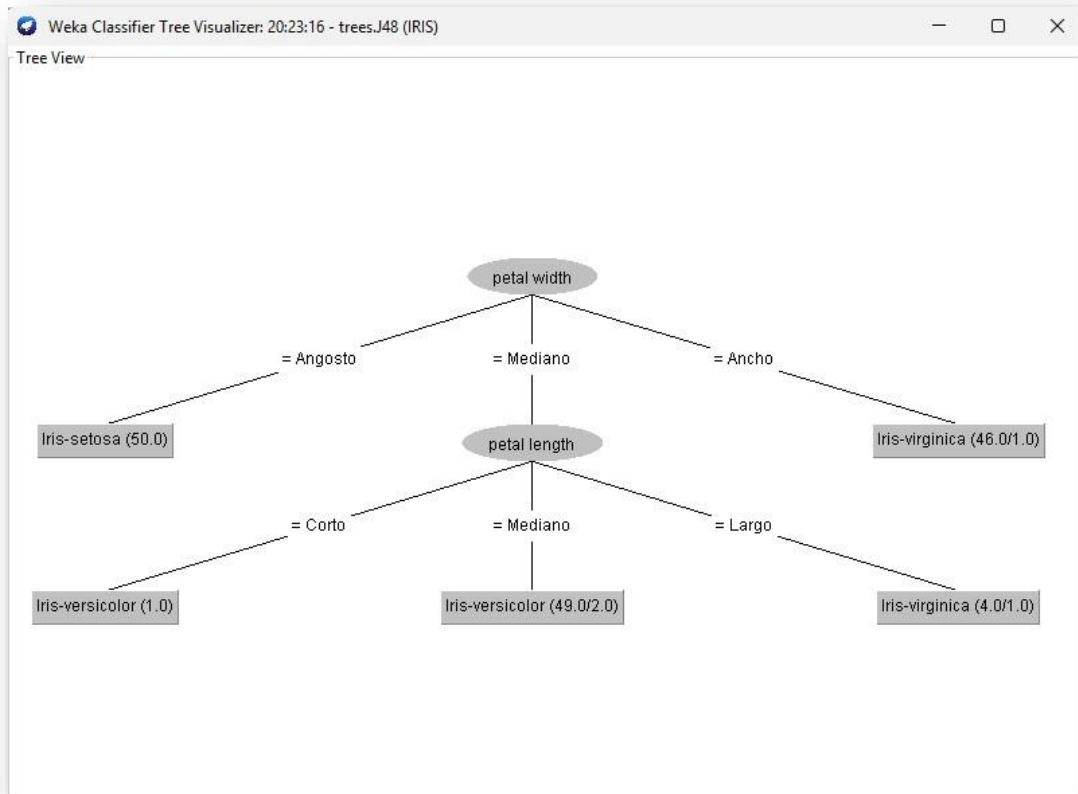 Weka Classifier Tree Visualizer: 20:23:16 - trees.J48 (IRIS)
Tree View
petal width
= Angosto
= Mediano
= Ancho
Iris-setosa (50.0)
petal length
Iris-virginica (46.0/1.0)
= Corto
= Mediano
= Largo
Iris-versicolor (1.0)
Iris-versicolor (49.0/2.0)
Iris-virginica (4.0/1.0)